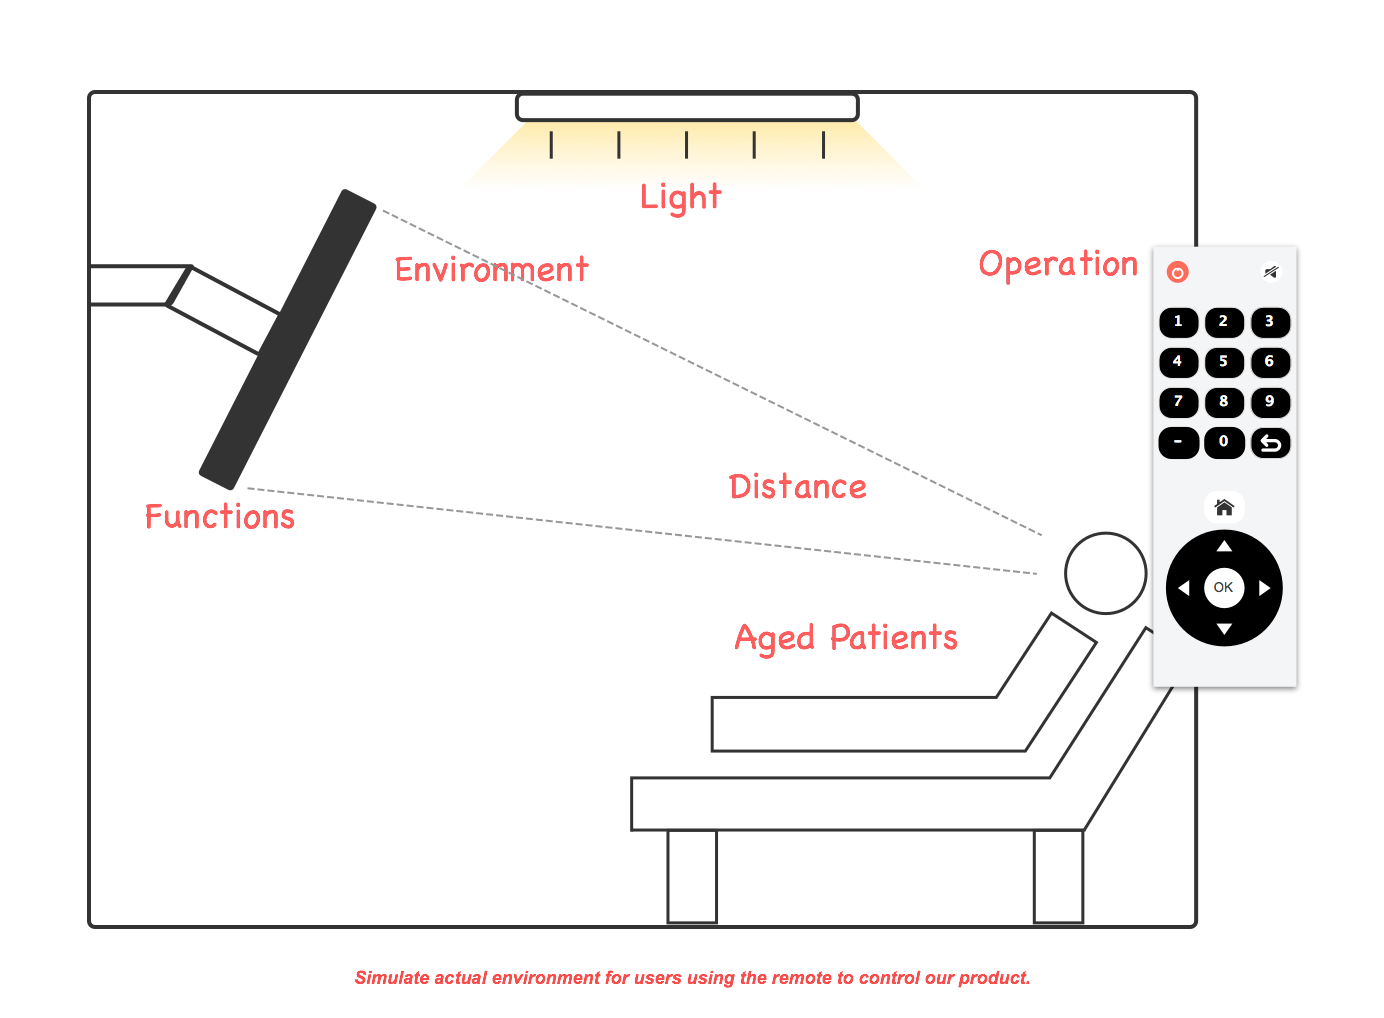 Light
Environment
Operation
1 2 3
4 5 6
7 8 9
- 0
Distance
Functions
OK
Aged Patients
Simulate actual environment for users using the remote to control our product.